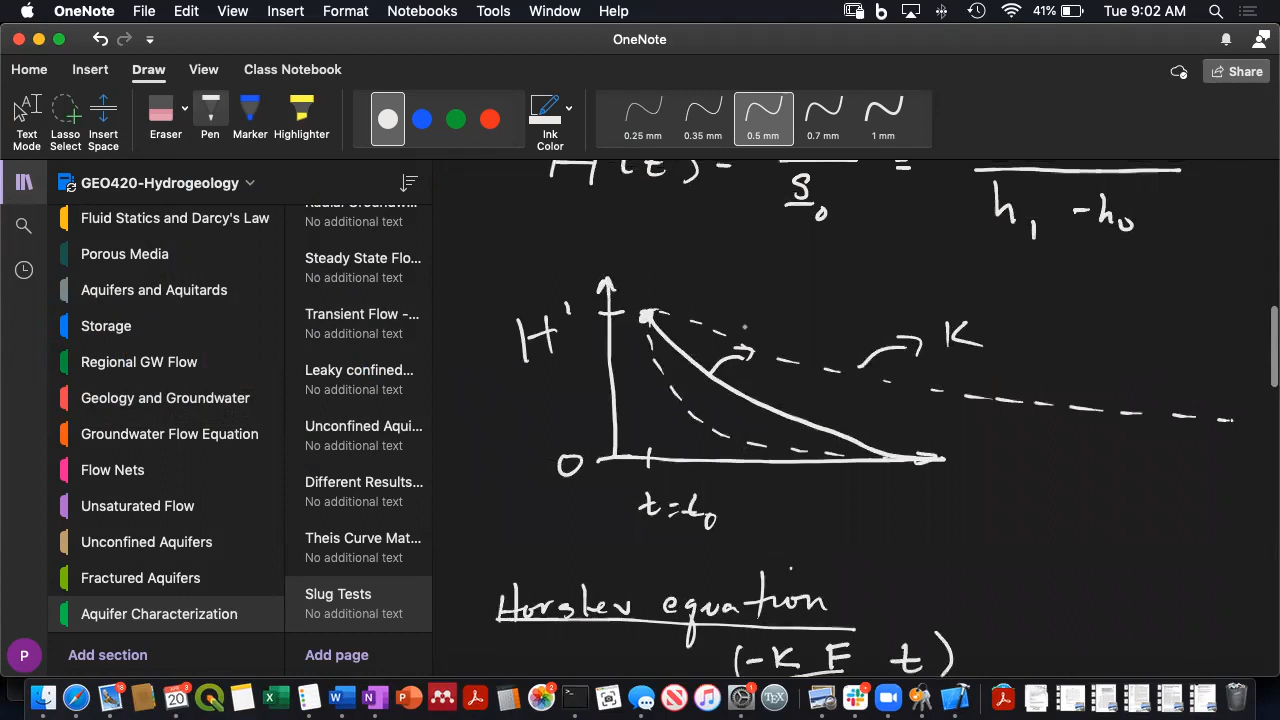 OneNote File Edit View Insert Format Notebooks Tools Window Help 41% Tue 9:02 AM
OneNote
Home Insert Draw View Class Notebook Share
Text Mode Lasso Select Insert Space Eraser Pen Marker Highlighter Ink Color 0.25 mm 0.35 mm 0.5 mm 0.7 mm 1 mm
GEO420-Hydrogeology
Fluid Statics and Darcy's Law
Porous Media
Aquifers and Aquitards
Storage
Regional GW Flow
Geology and Groundwater
Groundwater Flow Equation
Flow Nets
Unsaturated Flow
Unconfined Aquifers
Fractured Aquifers
Aquifer Characterization
P
Add section
No additional text
Steady State Flo...
No additional text
Transient Flow -...
No additional text
Leaky confined...
No additional text
Unconfined Aqui...
No additional text
Different Results...
No additional text
Theis Curve Mat...
No additional text
Slug Tests
No additional text
Add page
H'(t) = S0 = h1 - h0
H'
K
0
t = t0
Horslev equation
(-K F t)